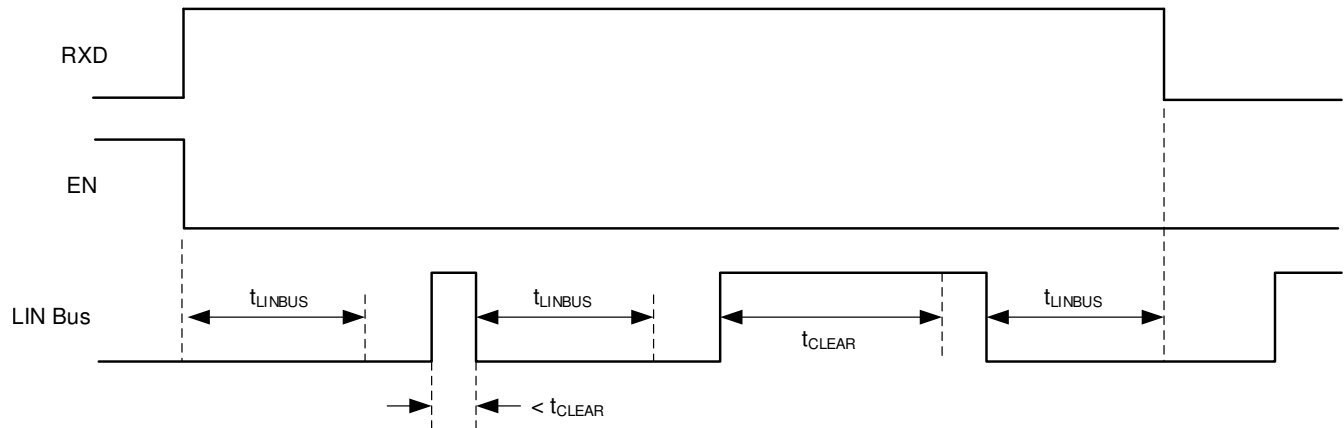 RXD
EN
LIN Bus
tLINBUS
tLINBUS
tCLEAR
tLINBUS
< tCLEAR